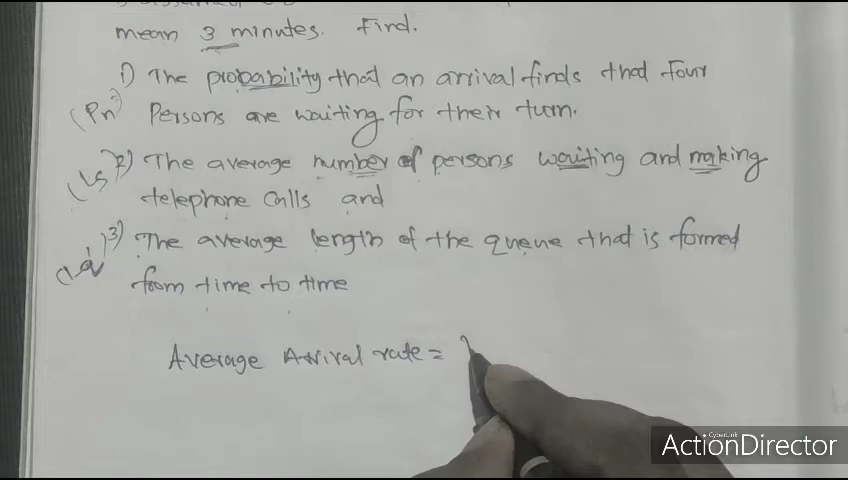 mean 3 minutes. Find.
1) The probability that an arrival finds that four
(Pn) Persons are waiting for their turn.
(Ls) 2) The average number of persons waiting and making
telephone calls and
(Lq) 3) The average length of the queue that is formed
from time to time
Average Arrival rate =
CyberLink
ActionDirector